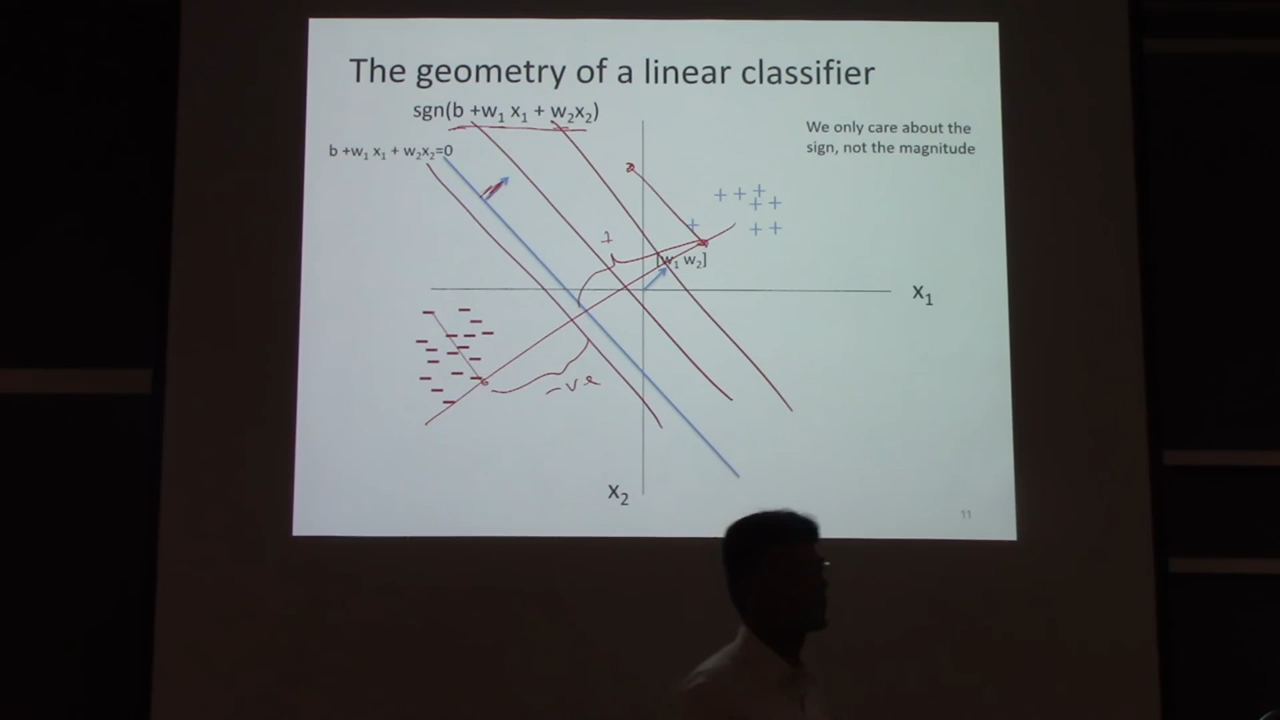 The geometry of a linear classifier
sgn(b +w₁ x₁ + w₂x₂)
We only care about the
sign, not the magnitude
b +w₁ x₁ + w₂x₂=0
[w₁ w₂]
x₁
-ve
x₂
11